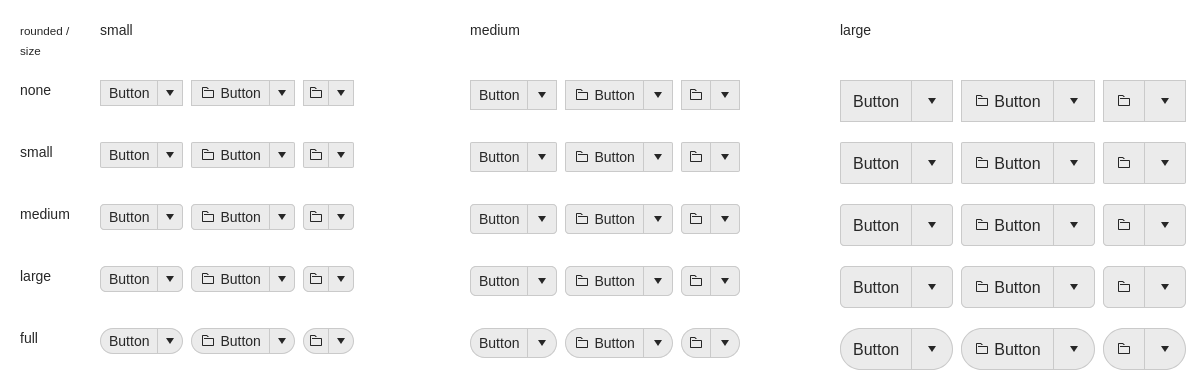 rounded / small medium large
size
none Button Button Button Button Button Button
small Button Button Button Button Button Button
medium Button Button Button Button Button Button
large Button Button Button Button Button Button
full Button Button Button Button Button Button